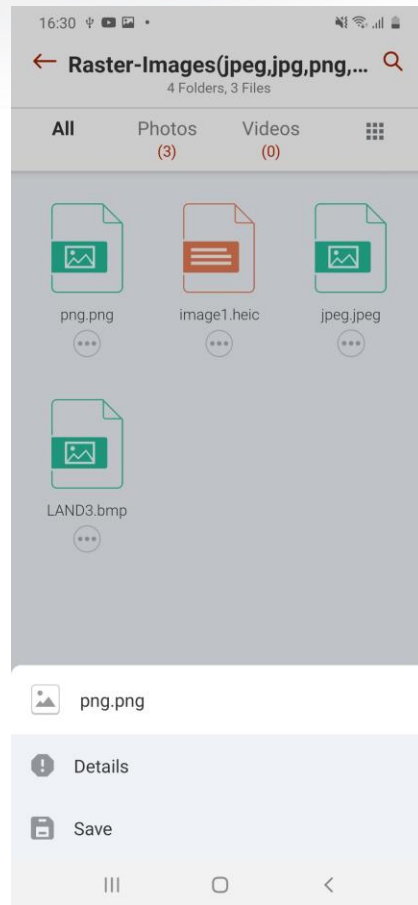 16:30
Raster-Images(jpeg,jpg,png,...
4 Folders, 3 Files
All Photos Videos
(3) (0)
png.png image1.heic jpeg.jpeg
LAND3.bmp
png.png
Details
Save